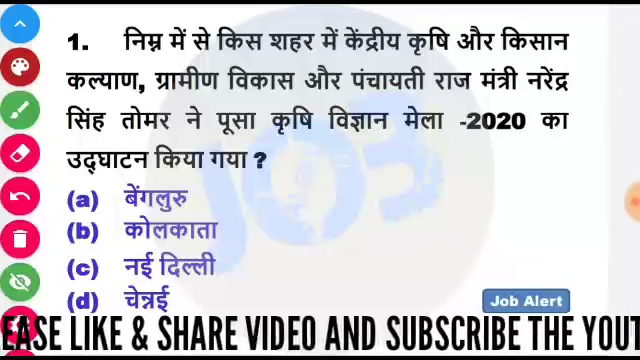 1. निम्न में से किस शहर में केंद्रीय कृषि और किसान
कल्याण, ग्रामीण विकास और पंचायती राज मंत्री नरेंद्र
सिंह तोमर ने पूसा कृषि विज्ञान मेला -2020 का
उद्घाटन किया गया ?
(a) बेंगलुरु
(b) कोलकाता
(c) नई दिल्ली
(d) चेन्नई
JOB
Job Alert
EASE LIKE & SHARE VIDEO AND SUBSCRIBE THE YOUT